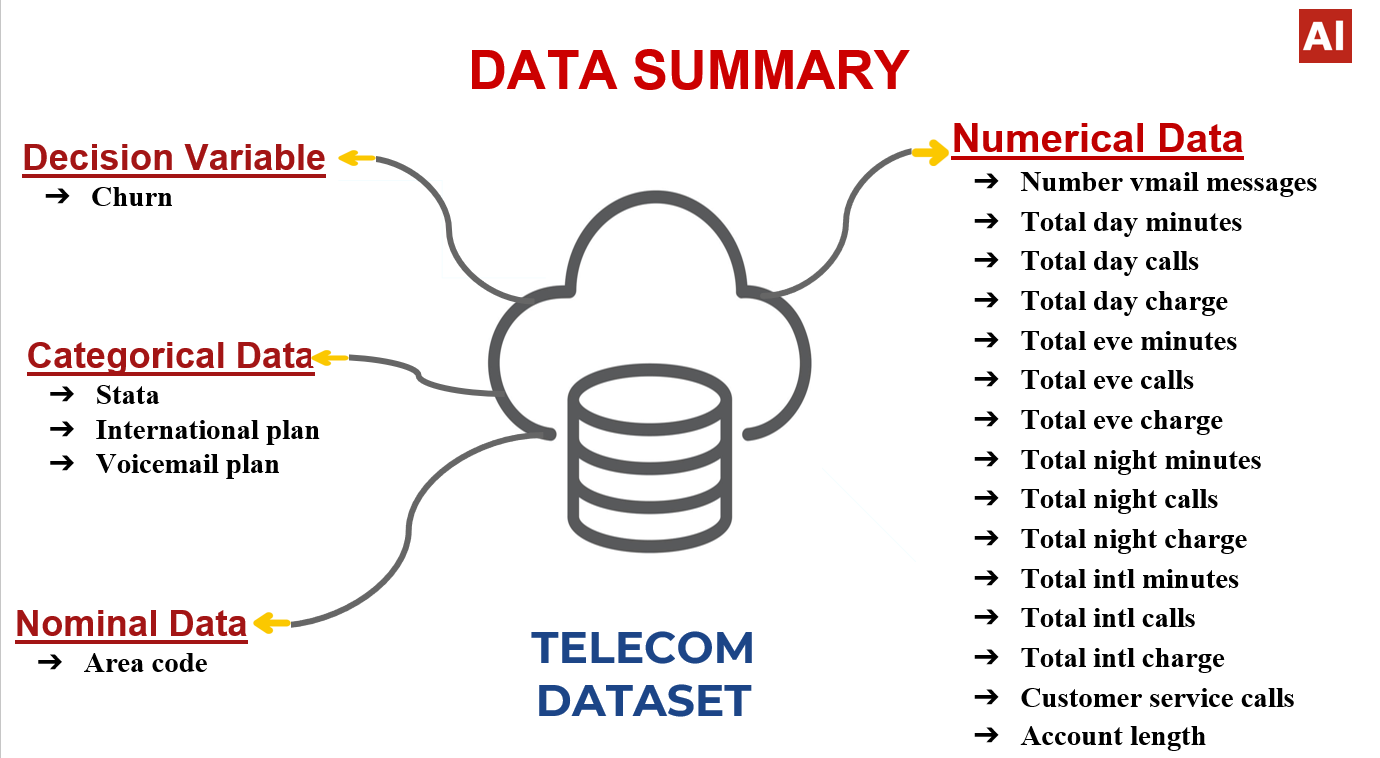 AI
DATA SUMMARY
Decision Variable
➔ Churn
Categorical Data
➔ Stata
➔ International plan
➔ Voicemail plan
Nominal Data
➔ Area code
TELECOM
DATASET
Numerical Data
➔ Number vmail messages
➔ Total day minutes
➔ Total day calls
➔ Total day charge
➔ Total eve minutes
➔ Total eve calls
➔ Total eve charge
➔ Total night minutes
➔ Total night calls
➔ Total night charge
➔ Total intl minutes
➔ Total intl calls
➔ Total intl charge
➔ Customer service calls
➔ Account length